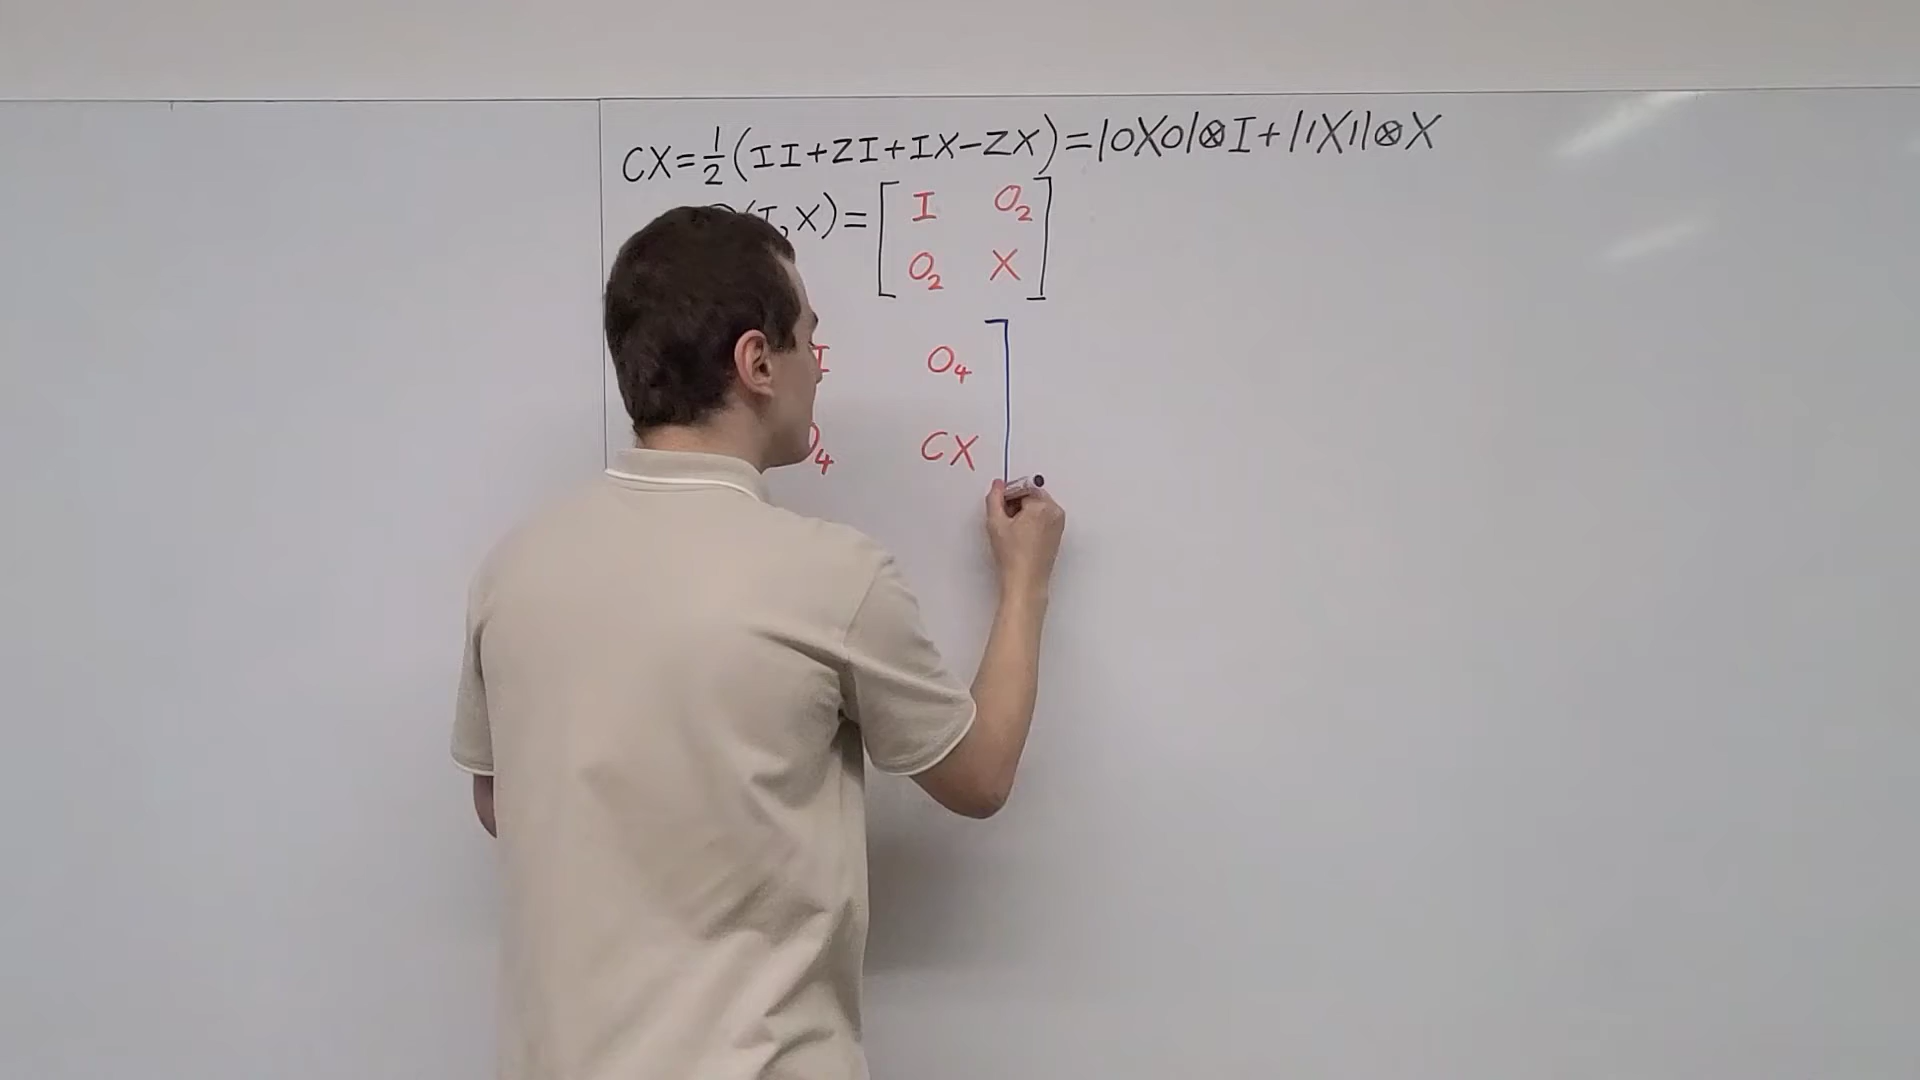 CX=½(II+ZI+IX-ZX)=|0X0|⊗I+|1X1|⊗X
(I,X)=[I O₂
O₂ X]
I O₄
O₄ CX]